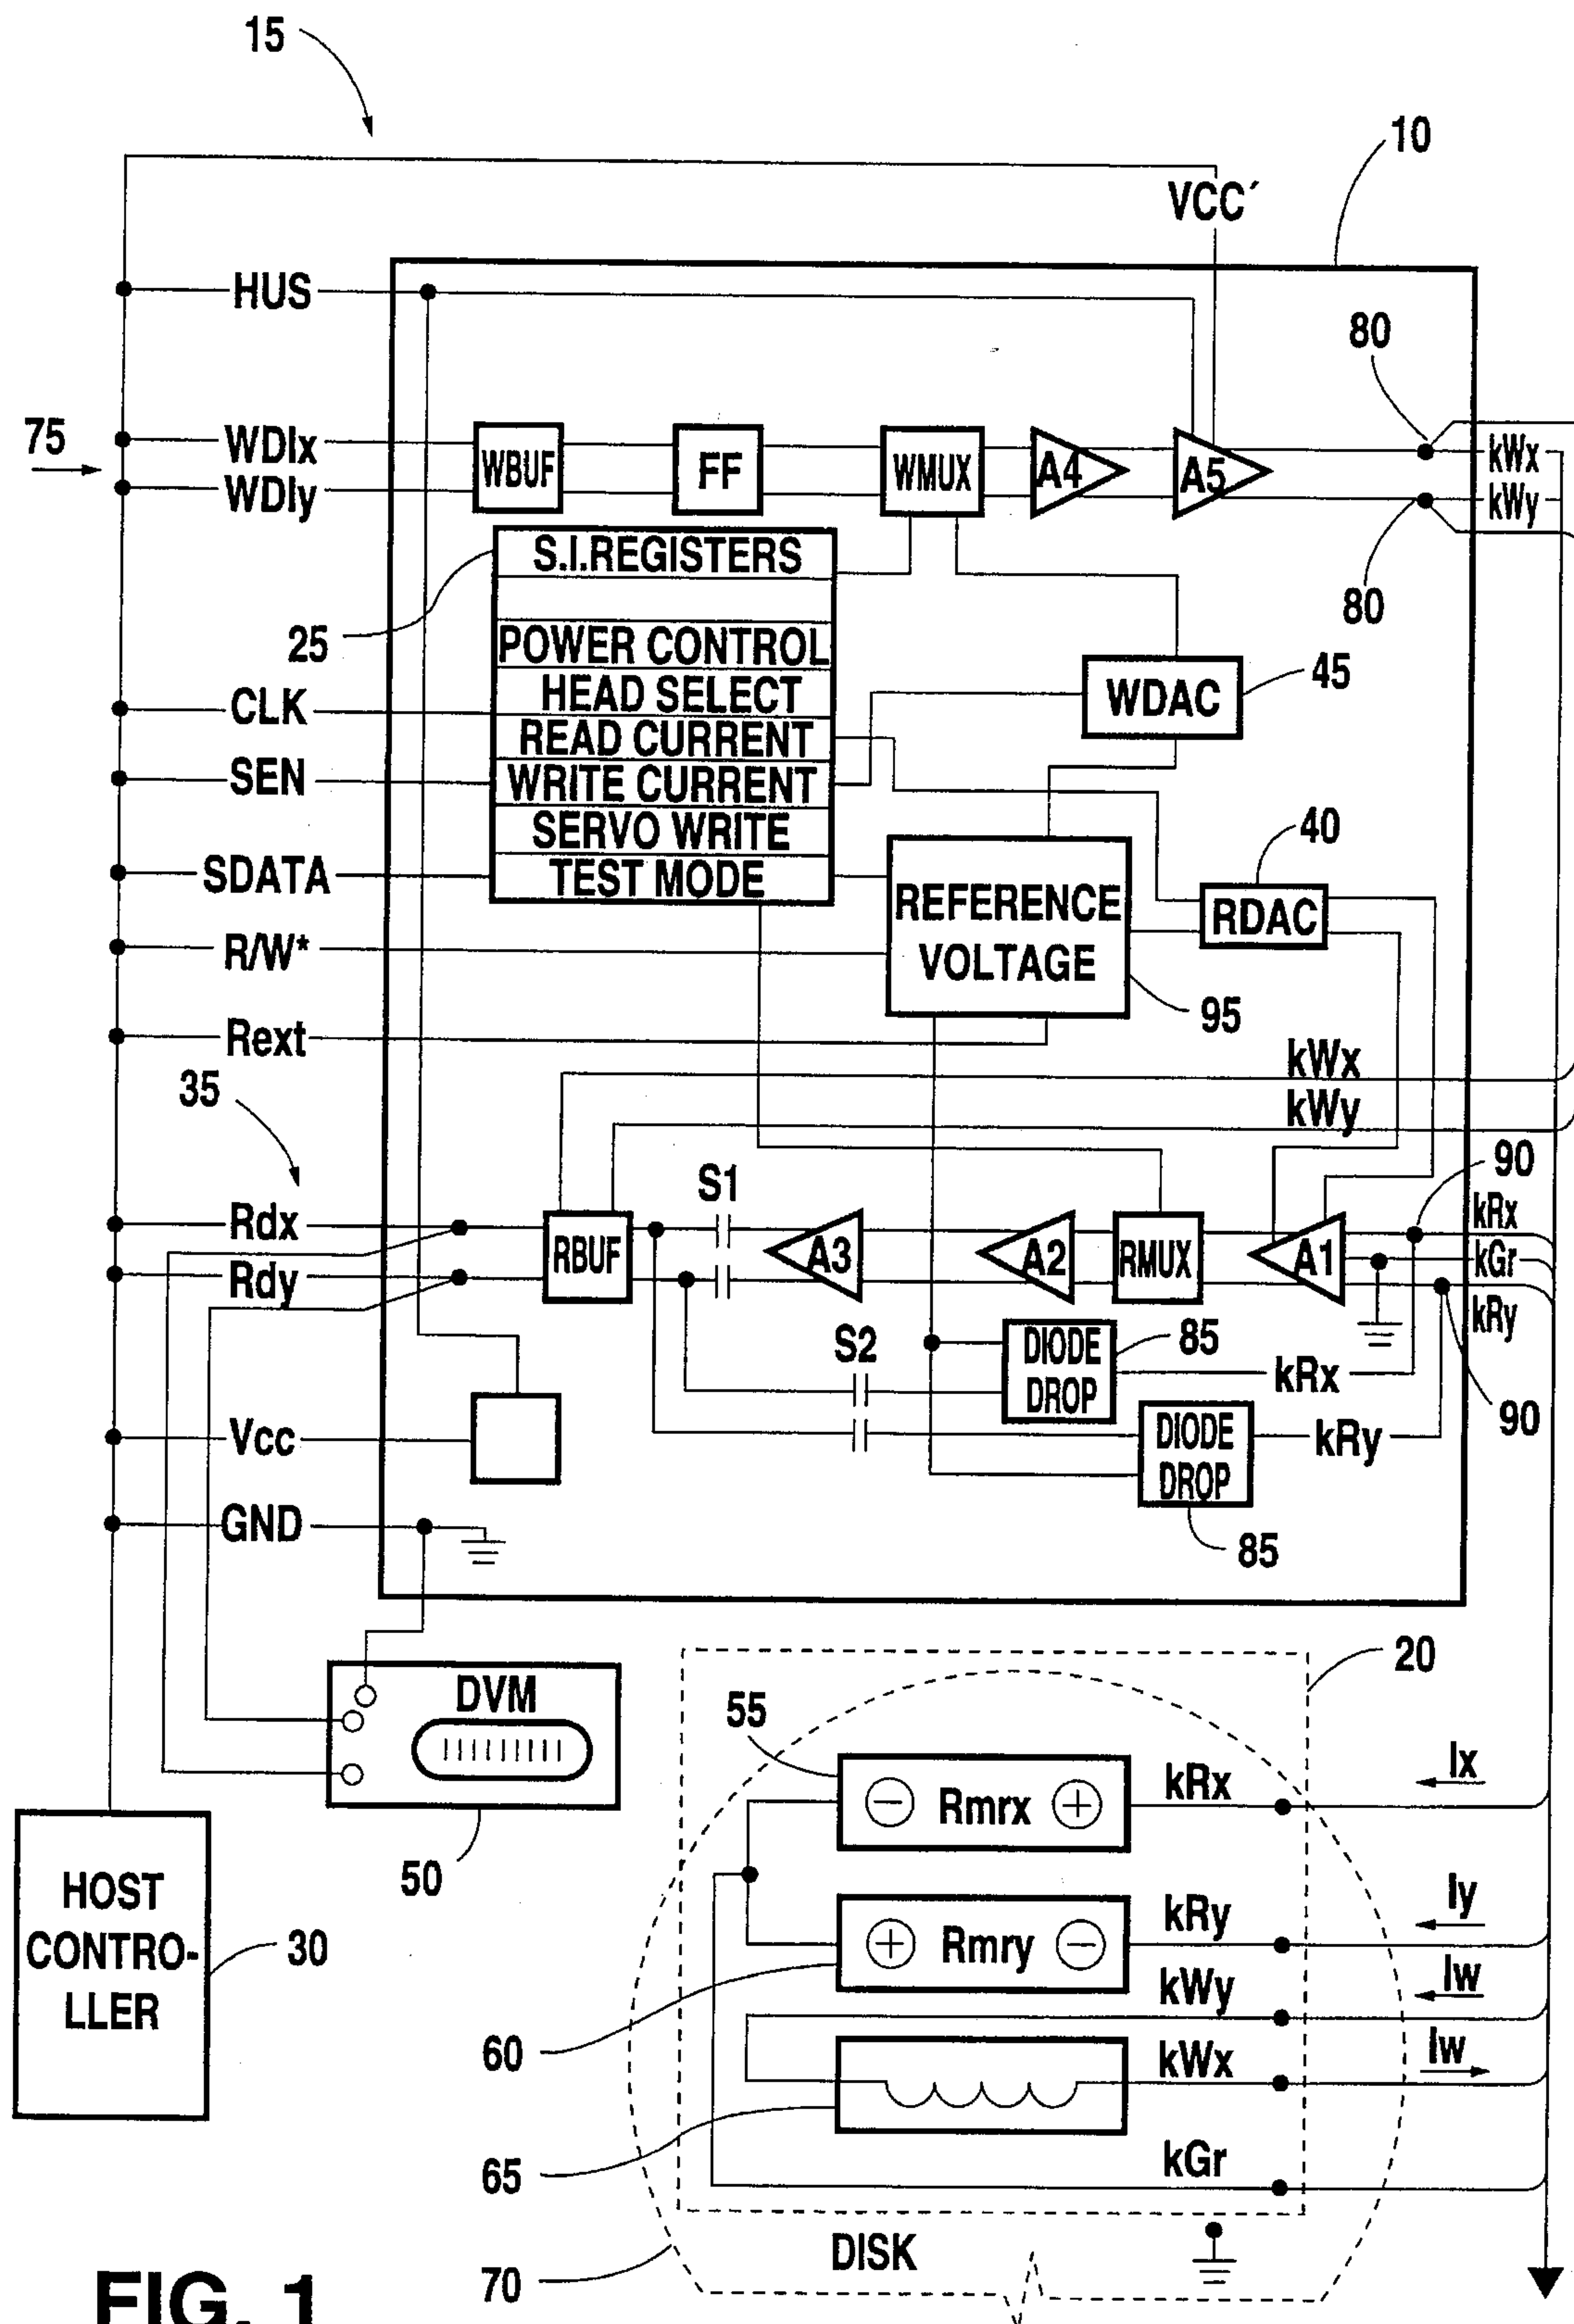 15
10
VCC´
HUS
80
75
WDIx
WDIy
WBUF
FF
WMUX
A4
A5
kWx
kWy
80
S.I.REGISTERS
25
POWER CONTROL
HEAD SELECT
READ CURRENT
WRITE CURRENT
SERVO WRITE
TEST MODE
WDAC
45
CLK
SEN
SDATA
R/W*
Rext
REFERENCE
VOLTAGE
95
40
RDAC
35
kWx
kWy
90
S1
Rdx
Rdy
RBUF
A3
A2
RMUX
A1
kRx
kGr
kRy
S2
DIODE
DROP
85
kRx
90
DIODE
DROP
kRy
85
Vcc
GND
DVM
50
20
55
Rmrx
kRx
Ix
Rmry
kRy
Iy
60
kWy
Iw
kWx
Iw
65
kGr
HOST
CONTRO-
LLER
30
DISK
70
FIG. 1